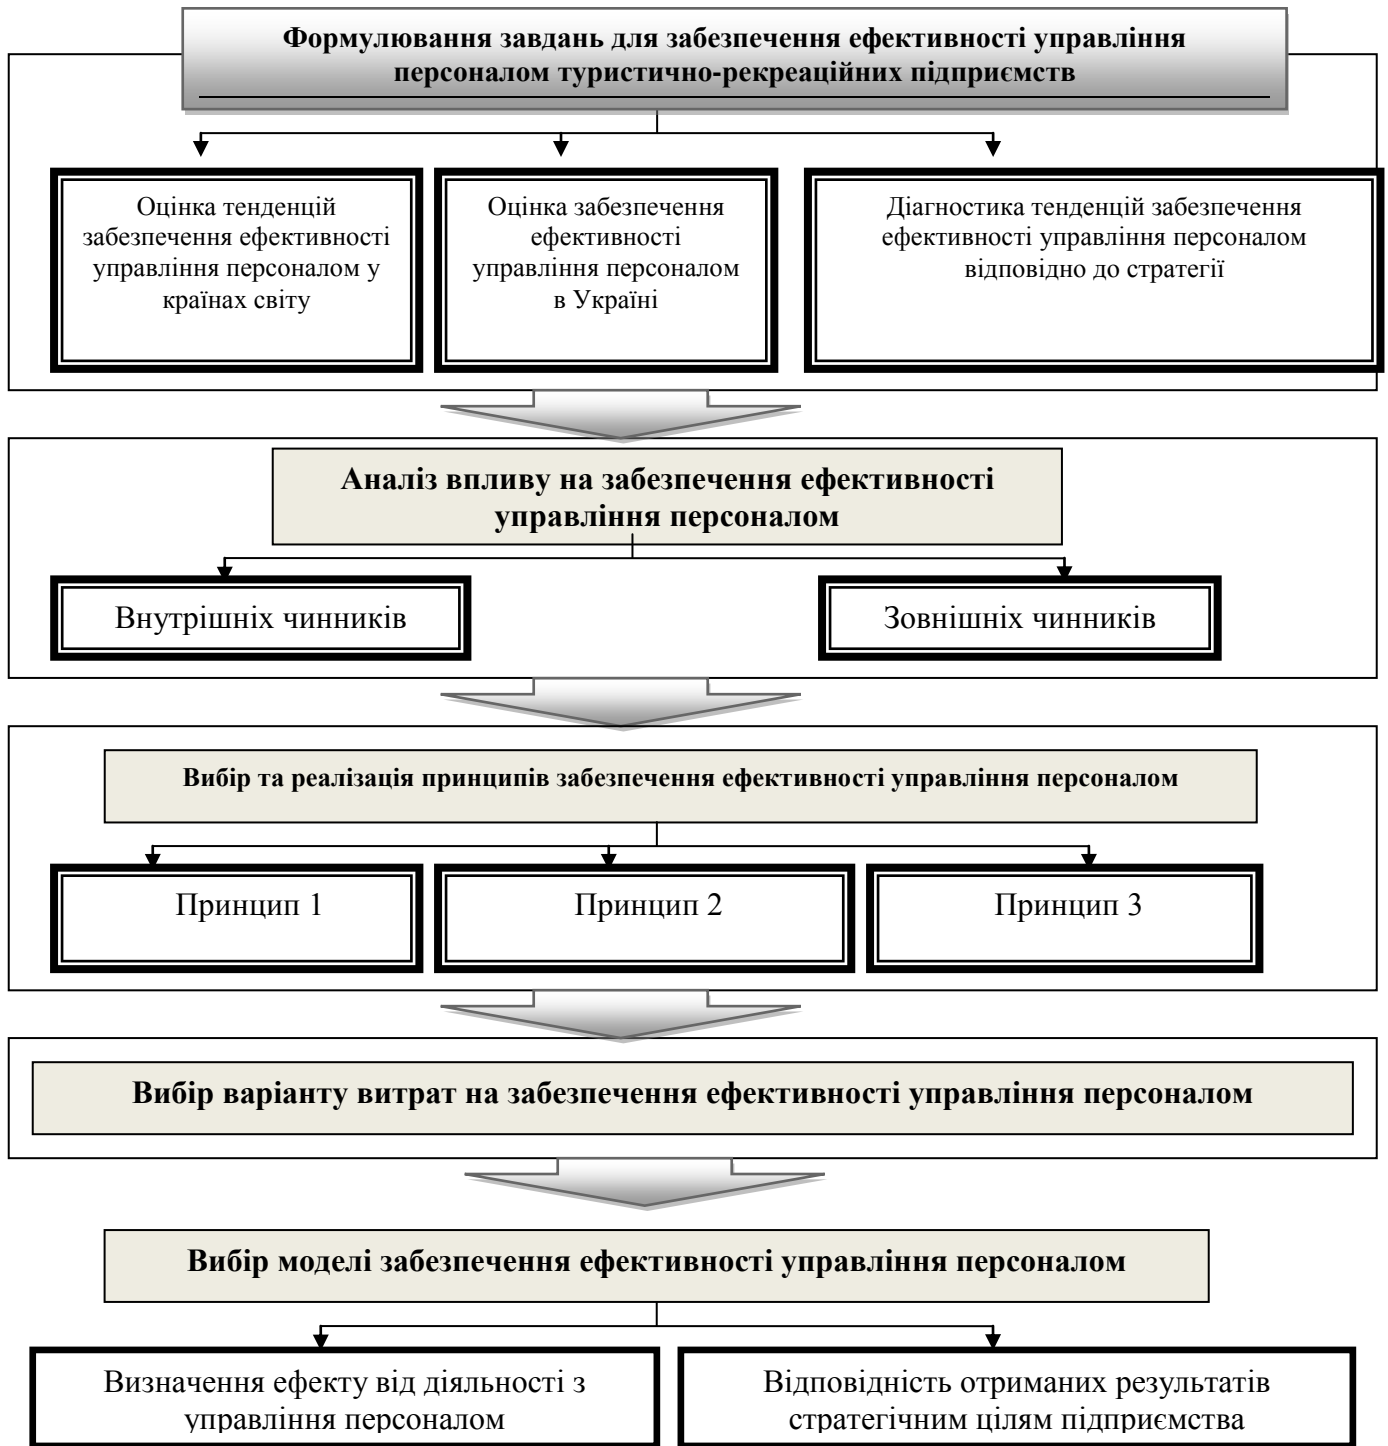 Формулювання завдань для забезпечення ефективності управління
персоналом туристично-рекреаційних підприємств
Оцінка тенденцій
забезпечення ефективності
управління персоналом у
країнах світу
Оцінка забезпечення
ефективності
управління персоналом
в Україні
Діагностика тенденцій забезпечення
ефективності управління персоналом
відповідно до стратегії
Аналіз впливу на забезпечення ефективності
управління персоналом
Внутрішніх чинників
Зовнішніх чинників
Вибір та реалізація принципів забезпечення ефективності управління персоналом
Принцип 1
Принцип 2
Принцип 3
Вибір варіанту витрат на забезпечення ефективності управління персоналом
Вибір моделі забезпечення ефективності управління персоналом
Визначення ефекту від діяльності з
управління персоналом
Відповідність отриманих результатів
стратегічним цілям підприємства